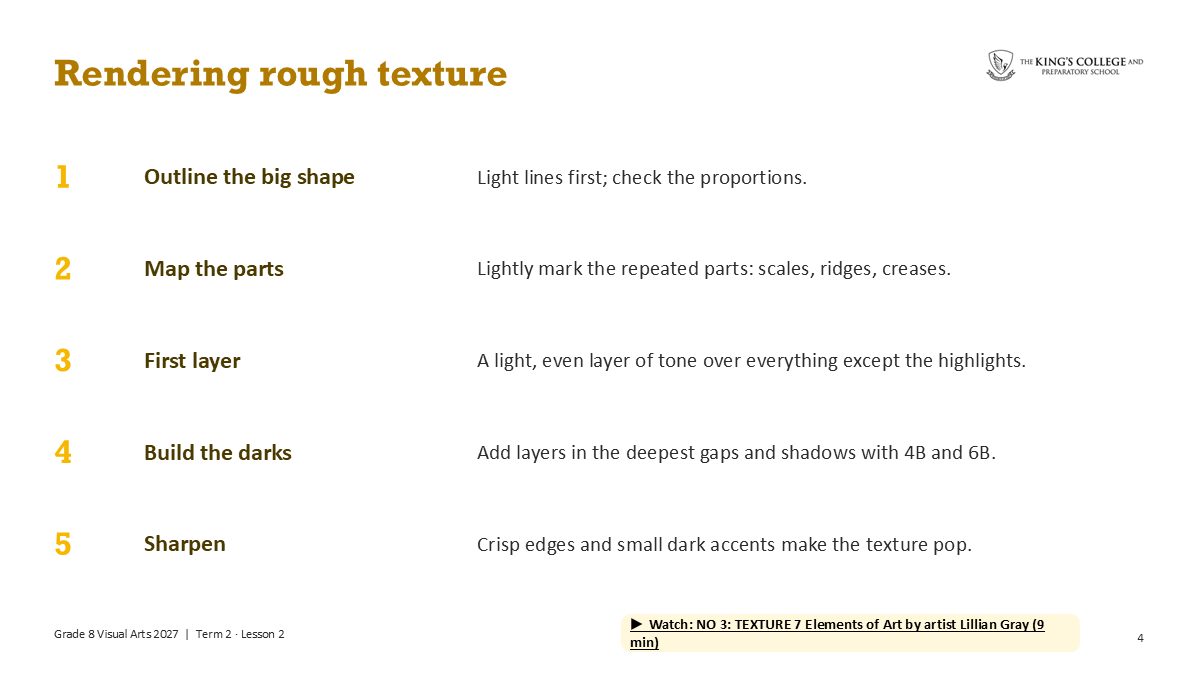 Rendering rough texture
THE KING'S COLLEGE AND
PREPARATORY SCHOOL
1 Outline the big shape Light lines first; check the proportions.
2 Map the parts Lightly mark the repeated parts: scales, ridges, creases.
3 First layer A light, even layer of tone over everything except the highlights.
4 Build the darks Add layers in the deepest gaps and shadows with 4B and 6B.
5 Sharpen Crisp edges and small dark accents make the texture pop.
Grade 8 Visual Arts 2027 | Term 2 · Lesson 2
▶ Watch: NO 3: TEXTURE 7 Elements of Art by artist Lillian Gray (9
min)
4